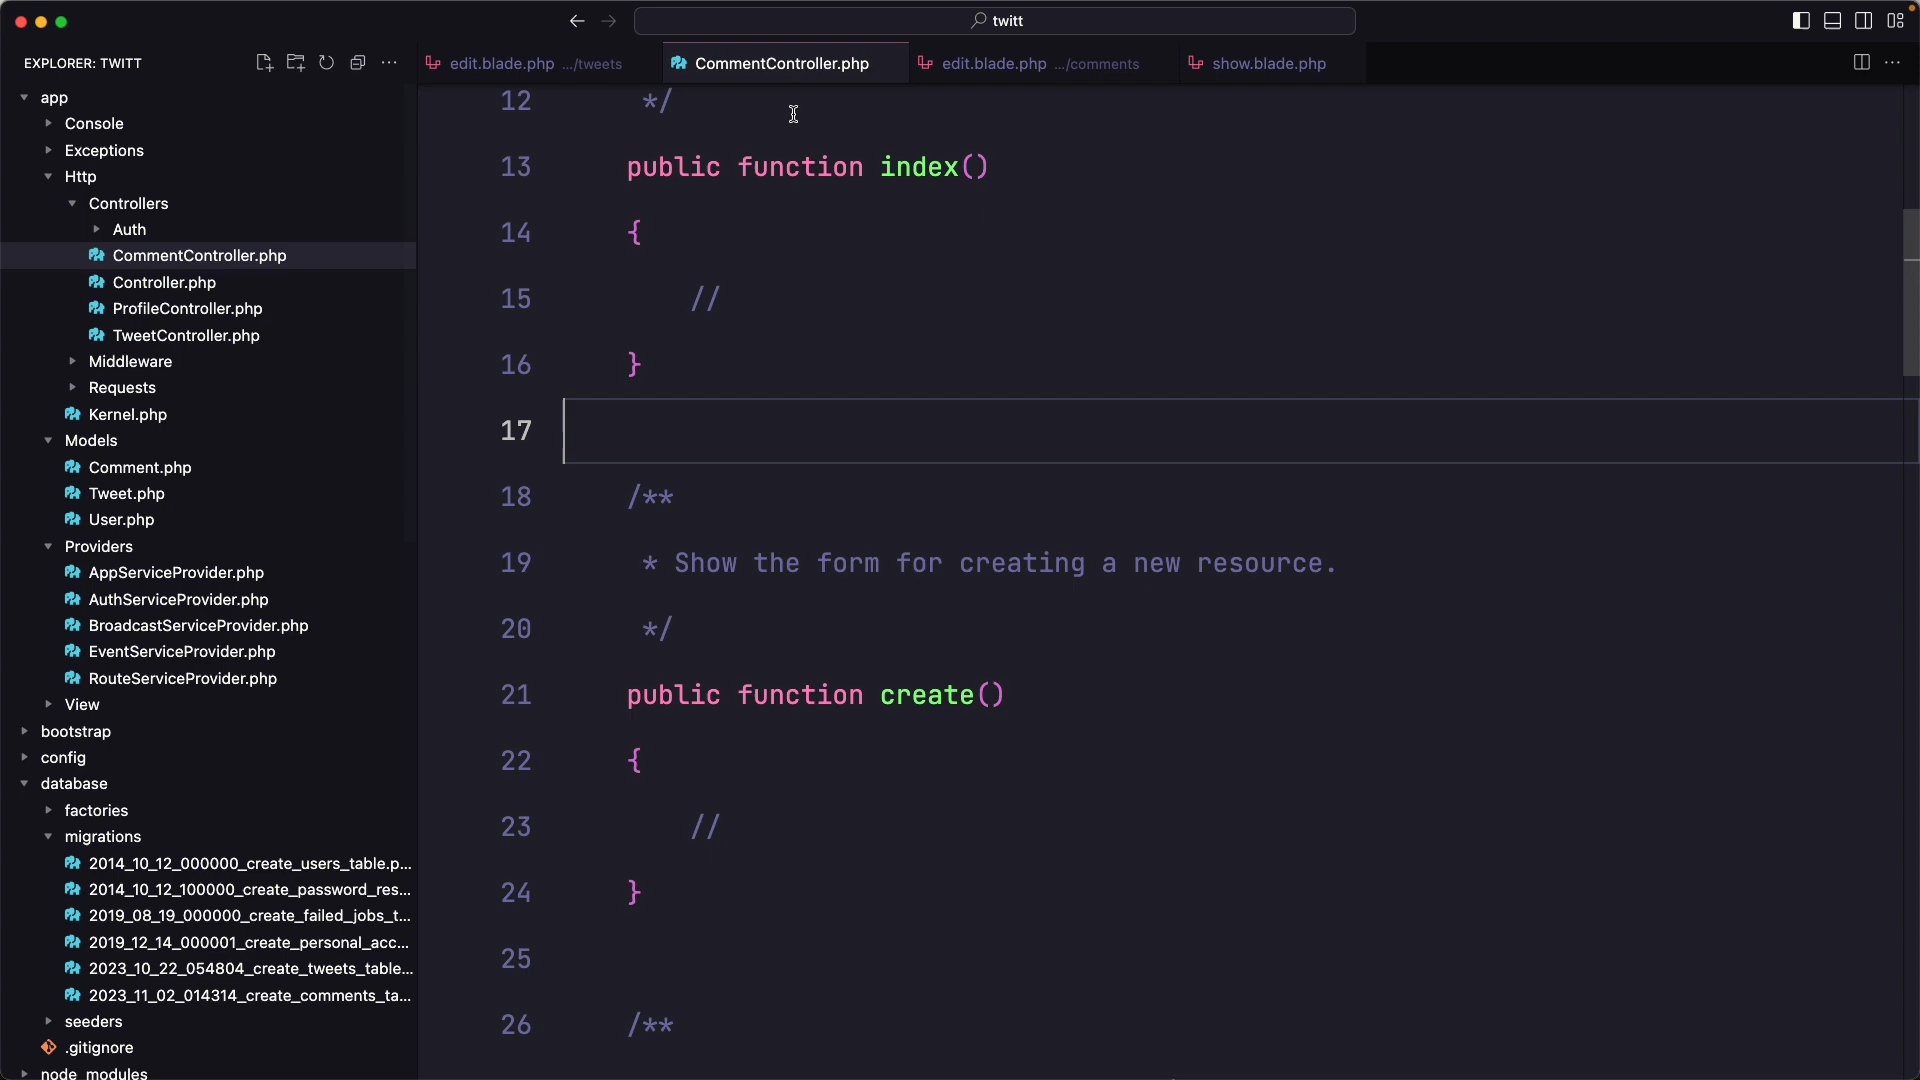 twitt
EXPLORER: TWITT
edit.blade.php .../tweets
CommentController.php
edit.blade.php .../comments
show.blade.php
app
Console
Exceptions
Http
Controllers
Auth
CommentController.php
Controller.php
ProfileController.php
TweetController.php
Middleware
Requests
Kernel.php
Models
Comment.php
Tweet.php
User.php
Providers
AppServiceProvider.php
AuthServiceProvider.php
BroadcastServiceProvider.php
EventServiceProvider.php
RouteServiceProvider.php
View
bootstrap
config
database
factories
migrations
2014_10_12_000000_create_users_table.p...
2014_10_12_100000_create_password_res...
2019_08_19_000000_create_failed_jobs_t...
2019_12_14_000001_create_personal_acc...
2023_10_22_054804_create_tweets_table...
2023_11_02_014314_create_comments_ta...
seeders
.gitignore
node_modules
12 */
13 public function index()
14 {
15 //
16 }
17
18 /**
19 * Show the form for creating a new resource.
20 */
21 public function create()
22 {
23 //
24 }
25
26 /**